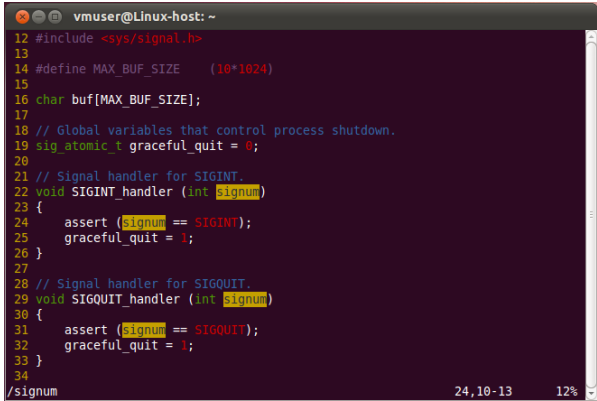 vmuser@Linux-host: ~
12 #include <sys/signal.h>
13
14 #define MAX_BUF_SIZE    (10*1024)
15
16 char buf[MAX_BUF_SIZE];
17
18 // Global variables that control process shutdown.
19 sig_atomic_t graceful_quit = 0;
20
21 // Signal handler for SIGINT.
22 void SIGINT_handler (int signum)
23 {
24     assert (signum == SIGINT);
25     graceful_quit = 1;
26 }
27
28 // Signal handler for SIGQUIT.
29 void SIGQUIT_handler (int signum)
30 {
31     assert (signum == SIGQUIT);
32     graceful_quit = 1;
33 }
34
/signum 24,10-13 12%